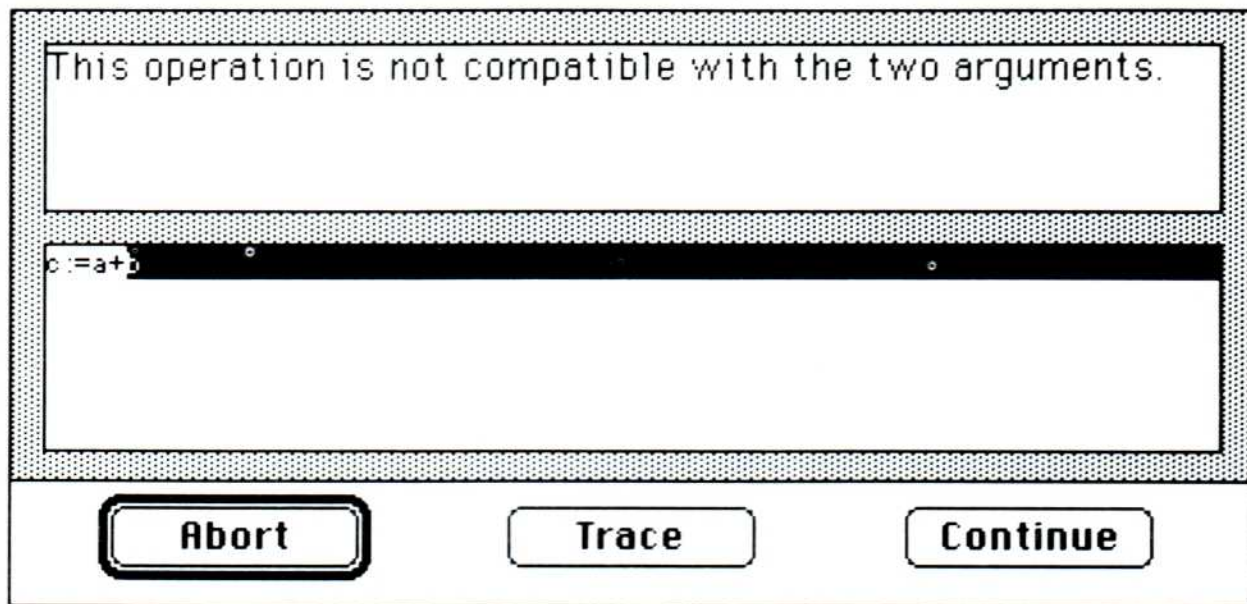 This operation is not compatible with the two arguments.
c:=a+b
Abort
Trace
Continue